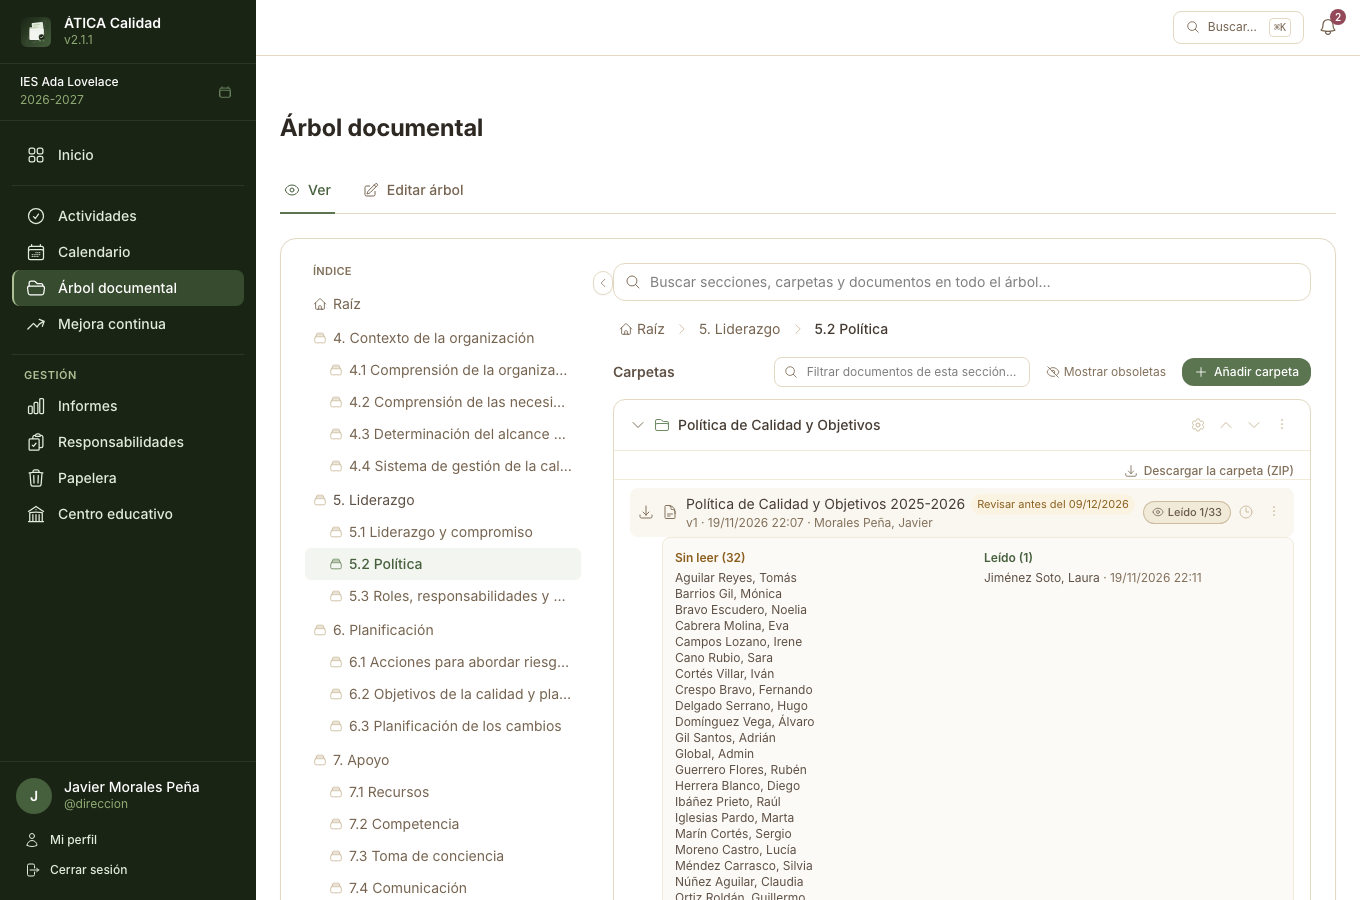 ÁTICA Calidad
v2.1.1
IES Ada Lovelace
2026-2027
Inicio
Actividades
Calendario
Árbol documental
Mejora continua
GESTIÓN
Informes
Responsabilidades
Papelera
Centro educativo
J
Javier Morales Peña
@direccion
Mi perfil
Cerrar sesión
Buscar...
⌘K
2
Árbol documental
Ver
Editar árbol
ÍNDICE
Raíz
4. Contexto de la organización
4.1 Comprensión de la organiza...
4.2 Comprensión de las necesi...
4.3 Determinación del alcance ...
4.4 Sistema de gestión de la cal...
5. Liderazgo
5.1 Liderazgo y compromiso
5.2 Política
5.3 Roles, responsabilidades y ...
6. Planificación
6.1 Acciones para abordar riesg...
6.2 Objetivos de la calidad y pla...
6.3 Planificación de los cambios
7. Apoyo
7.1 Recursos
7.2 Competencia
7.3 Toma de conciencia
7.4 Comunicación
Buscar secciones, carpetas y documentos en todo el árbol...
Raíz
5. Liderazgo
5.2 Política
Carpetas
Filtrar documentos de esta sección...
Mostrar obsoletas
Añadir carpeta
Política de Calidad y Objetivos
Descargar la carpeta (ZIP)
Política de Calidad y Objetivos 2025-2026
Revisar antes del 09/12/2026
v1 · 19/11/2026 22:07 · Morales Peña, Javier
Leído 1/33
Sin leer (32)
Aguilar Reyes, Tomás
Barrios Gil, Mónica
Bravo Escudero, Noelia
Cabrera Molina, Eva
Campos Lozano, Irene
Cano Rubio, Sara
Cortés Villar, Iván
Crespo Bravo, Fernando
Delgado Serrano, Hugo
Domínguez Vega, Álvaro
Gil Santos, Adrián
Global, Admin
Guerrero Flores, Rubén
Herrera Blanco, Diego
Ibáñez Prieto, Raúl
Iglesias Pardo, Marta
Marín Cortés, Sergio
Moreno Castro, Lucía
Méndez Carrasco, Silvia
Núñez Aguilar, Claudia
Ortiz Roldán, Guillermo
Leído (1)
Jiménez Soto, Laura · 19/11/2026 22:11